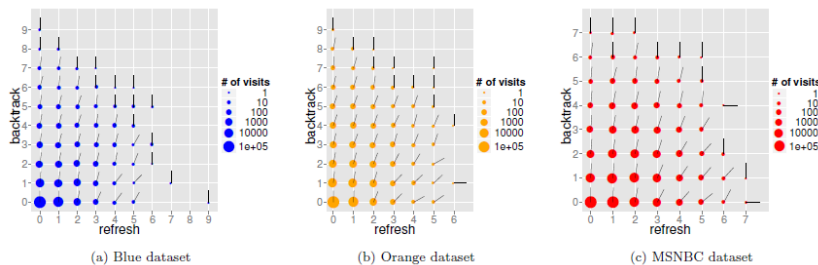 9
8
7
6
5
4
3
2
1
0
backtrack
0 1 2 3 4 5 6 7 8 9
refresh
# of visits
1
10
100
1000
10000
1e+05
(a) Blue dataset
9
8
7
6
5
4
3
2
1
0
backtrack
0 1 2 3 4 5 6
refresh
# of visits
1
10
100
1000
10000
1e+05
(b) Orange dataset
7
6
5
4
3
2
1
0
backtrack
0 1 2 3 4 5 6 7
refresh
# of visits
1
10
100
1000
10000
1e+05
(c) MSNBC dataset